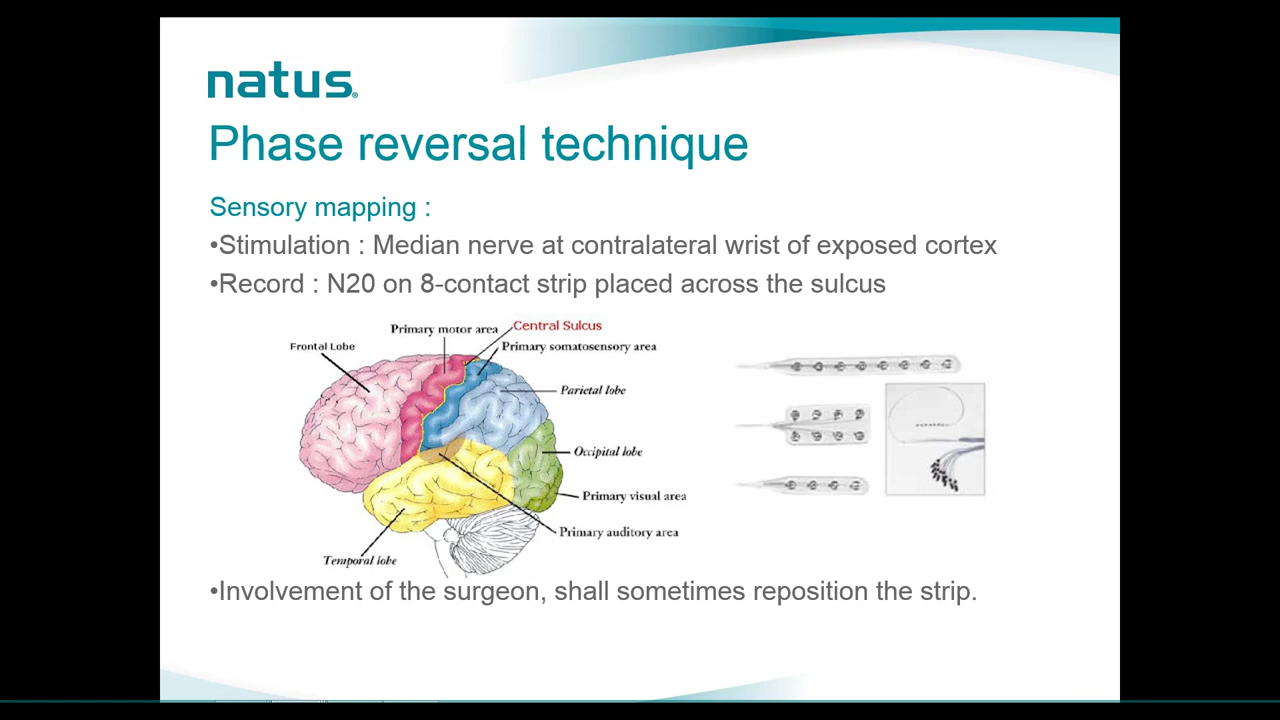 natus®
Phase reversal technique
Sensory mapping :
•Stimulation : Median nerve at contralateral wrist of exposed cortex
•Record : N20 on 8-contact strip placed across the sulcus
Primary motor area
Central Sulcus
Frontal Lobe
Primary somatosensory area
Parietal lobe
Occipital lobe
Primary visual area
Primary auditory area
Temporal lobe
•Involvement of the surgeon, shall sometimes reposition the strip.